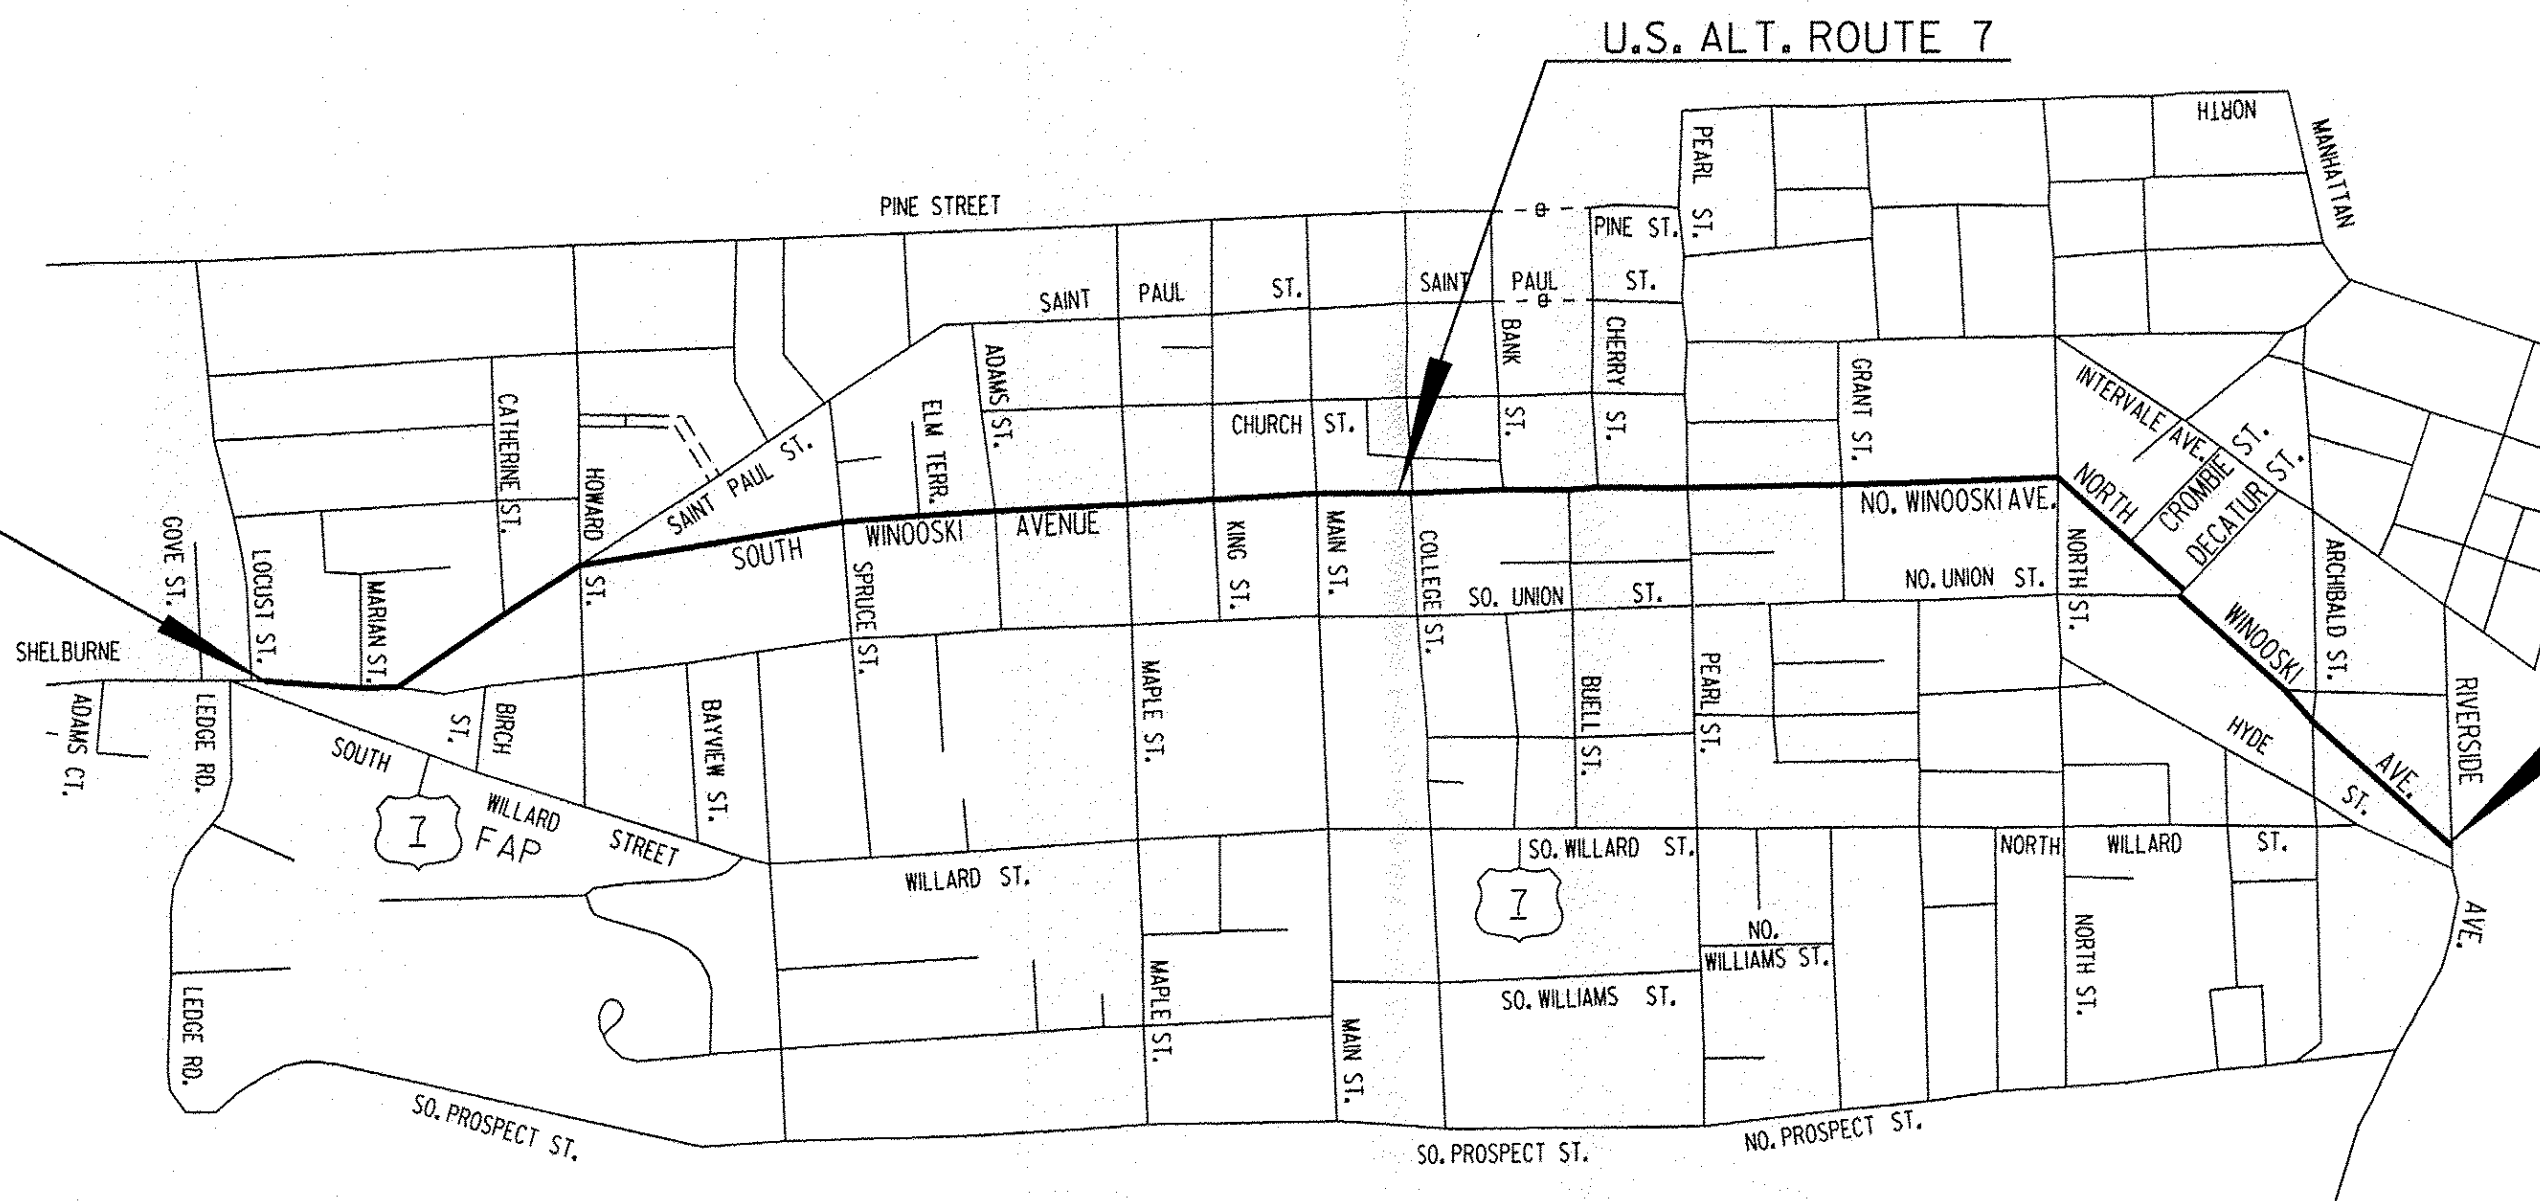 U.S. ALT. ROUTE 7
NORTH
MANHATTAN
PEARL ST.
PINE STREET
PINE ST.
SAINT PAUL ST.
SAINT PAUL ST.
BANK ST.
CHERRY ST.
GRANT ST.
INTERVALE AVE.
ADAMS ST.
ELM TERR.
CHURCH ST.
CATHERINE ST.
HOWARD ST.
SAINT PAUL ST.
CROMBIE ST.
DECATUR ST.
NORTH WINOOSKI AVE.
NO. WINOOSKI AVE.
SOUTH WINOOSKI AVENUE
GOVE ST.
LOCUST ST.
MARIAN ST.
SPRUCE ST.
KING ST.
MAIN ST.
COLLEGE ST.
SO. UNION ST.
NO. UNION ST.
NORTH ST.
ARCHIBALD ST.
SHELBURNE
ADAMS CT.
LEDGE RD.
BIRCH ST.
BAYVIEW ST.
MAPLE ST.
BUELL ST.
PEARL ST.
HYDE ST.
RIVERSIDE AVE.
SOUTH WILLARD STREET
7
FAP
WILLARD ST.
SO. WILLARD ST.
7
NORTH WILLARD ST.
NO.
WILLIAMS ST.
SO. WILLIAMS ST.
NORTH ST.
LEDGE RD.
MAPLE ST.
MAIN ST.
SO. PROSPECT ST.
SO. PROSPECT ST.
NO. PROSPECT ST.